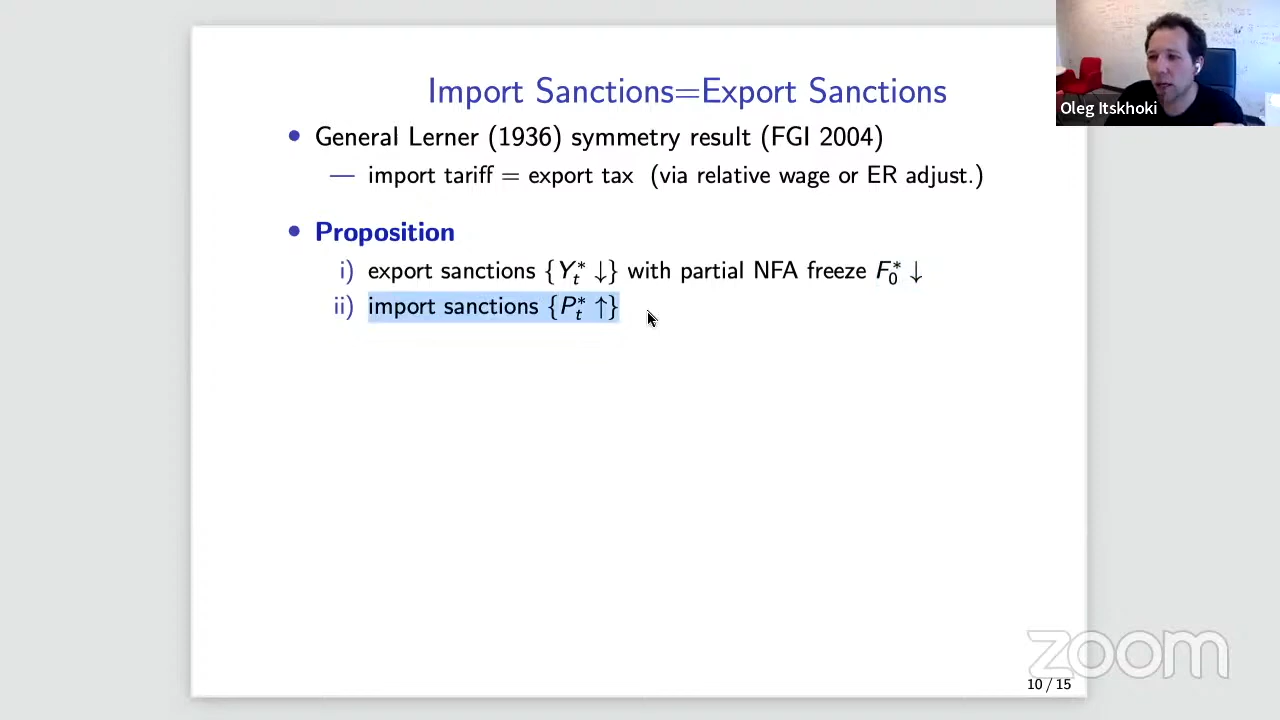 Import Sanctions=Export Sanctions
Oleg Itskhoki
• General Lerner (1936) symmetry result (FGI 2004)
— import tariff = export tax (via relative wage or ER adjust.)
• Proposition
i) export sanctions {Y*t ↓} with partial NFA freeze F*0 ↓
ii) import sanctions {P*t ↑}
zoom
10 / 15